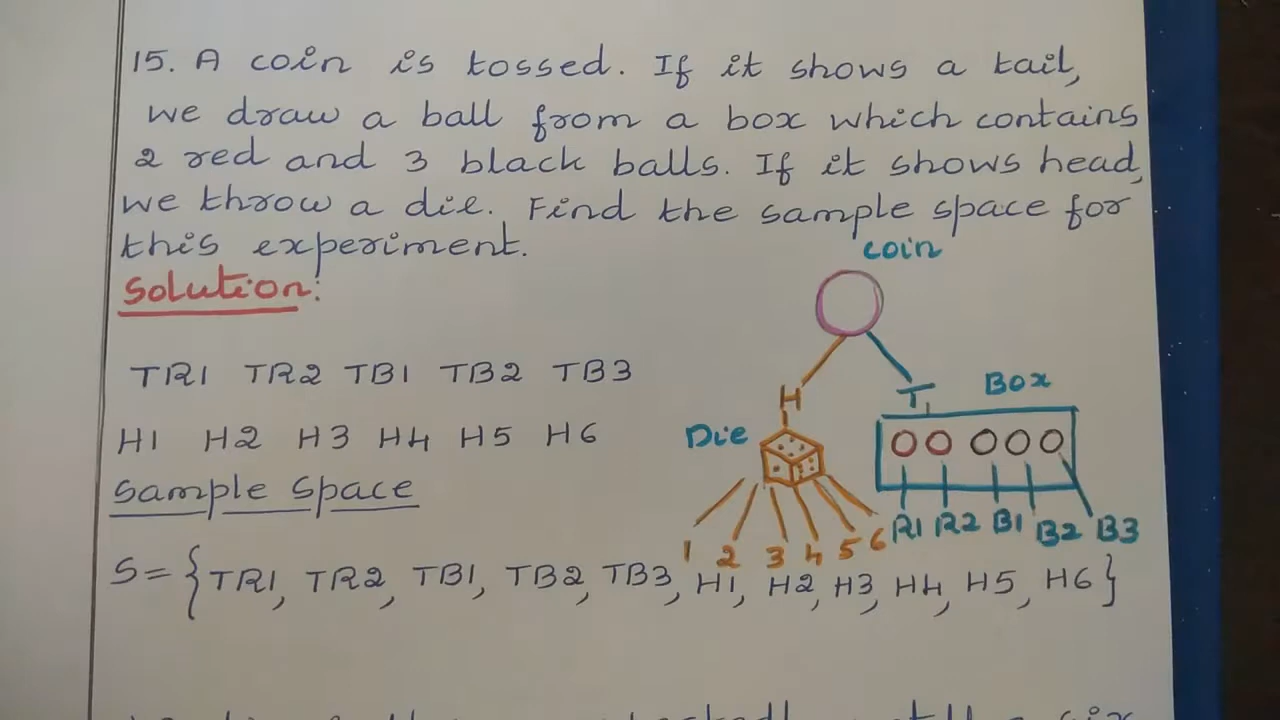 15. A coin is tossed. If it shows a tail,
we draw a ball from a box which contains
2 red and 3 black balls. If it shows head,
we throw a die. Find the sample space for
this experiment.
coin
Solution:
TR1 TR2 TB1 TB2 TB3
H T Box
H1 H2 H3 H4 H5 H6
Die
Sample Space
R1 R2 B1 B2 B3
1 2 3 4 5 6
S = {TR1, TR2, TB1, TB2, TB3, H1, H2, H3, H4, H5, H6}